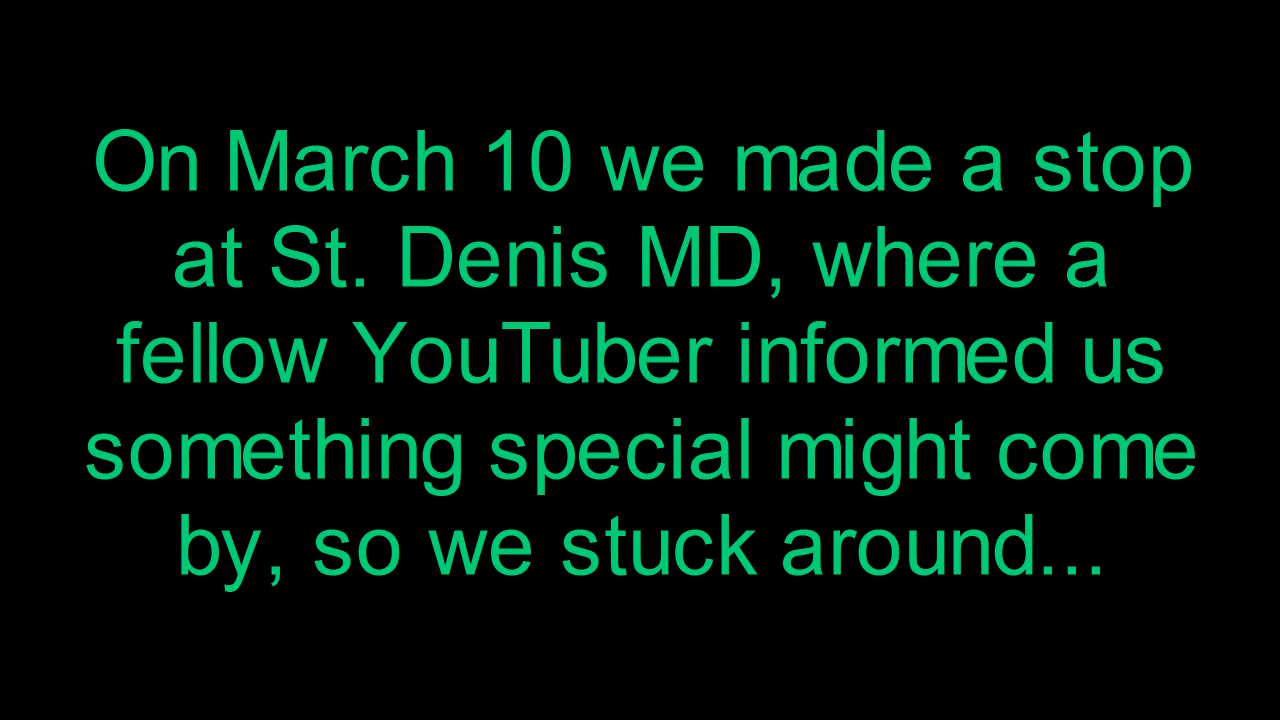 On March 10 we made a stop
at St. Denis MD, where a
fellow YouTuber informed us
something special might come
by, so we stuck around...